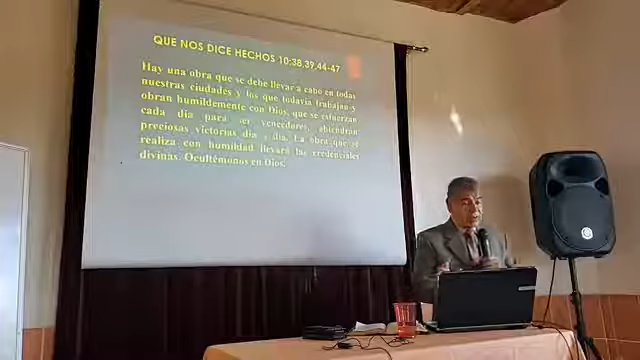 QUE NOS DICE HECHOS 10:38,39,44-47
Hay una obra que se debe llevar a cabo en todas
nuestras ciudades y los que todavía trabajan y
obran humildemente con Dios, que se esfuerzan
cada día para ser vencedores, obtendrán
preciosas victorias día a día. La obra que se
realiza con humildad llevará las credenciales
divinas. Ocultémonos en Dios.